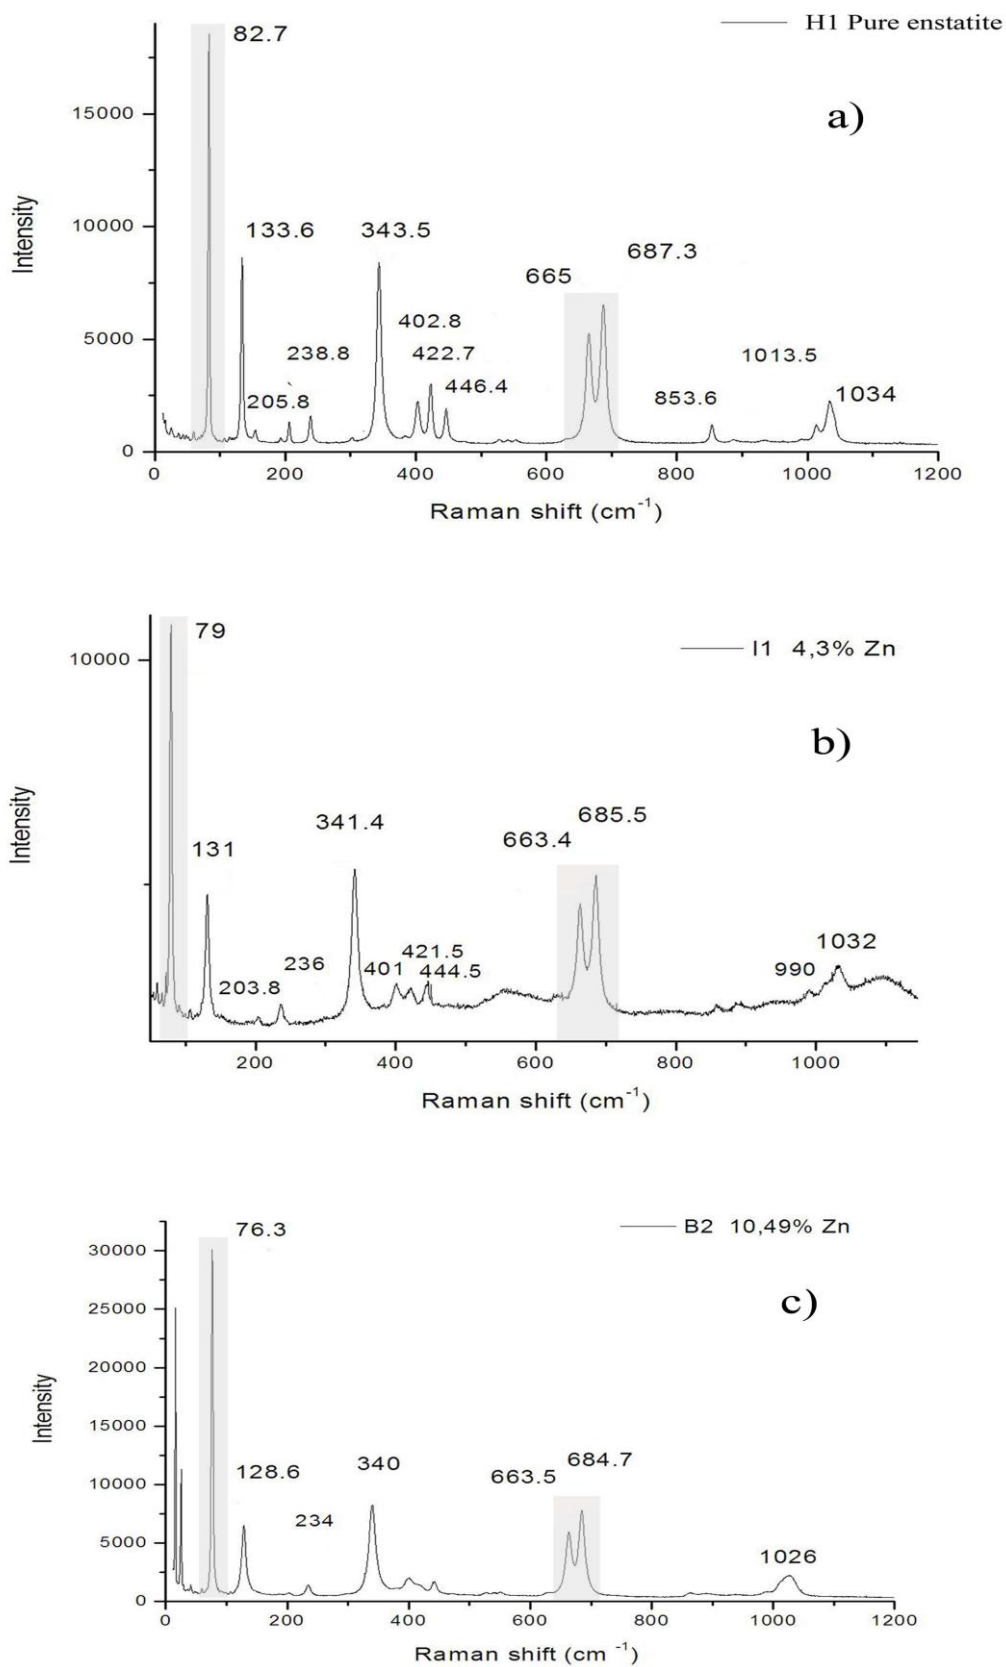 H1 Pure enstatite
82.7
a)
15000
10000
5000
0
Intensity
133.6
343.5
687.3
665
402.8
238.8
422.7
1013.5
446.4
205.8
853.6
1034
0 200 400 600 800 1000 1200
Raman shift (cm⁻¹)
79
I1 4,3% Zn
10000
b)
Intensity
341.4
685.5
663.4
131
1032
421.5
236
401
444.5
990
203.8
200 400 600 800 1000
Raman shift (cm⁻¹)
76.3
B2 10,49% Zn
30000
25000
20000
15000
10000
5000
0
c)
Intensity
128.6
340
684.7
663.5
234
1026
0 200 400 600 800 1000 1200
Raman shift (cm ⁻¹)